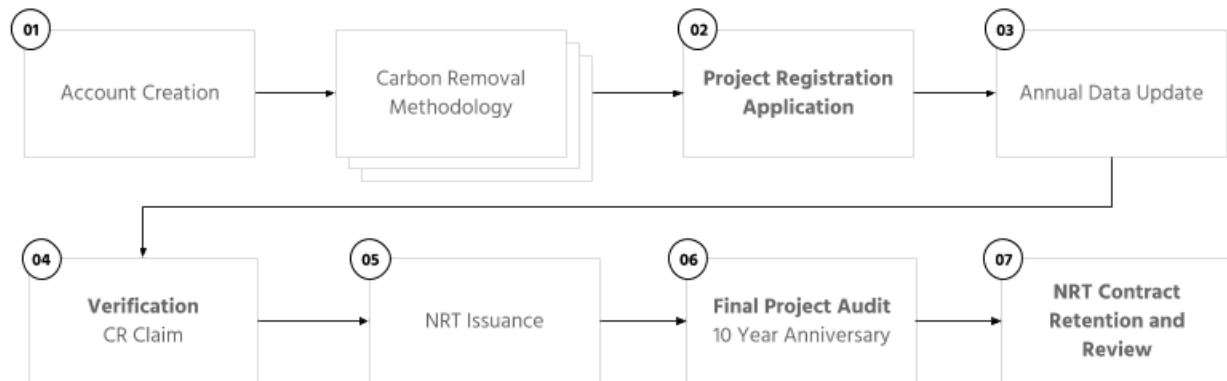 01
Account Creation
Carbon Removal
Methodology
02
Project Registration
Application
03
Annual Data Update
04
Verification
CR Claim
05
NRT Issuance
06
Final Project Audit
10 Year Anniversary
07
NRT Contract
Retention and
Review